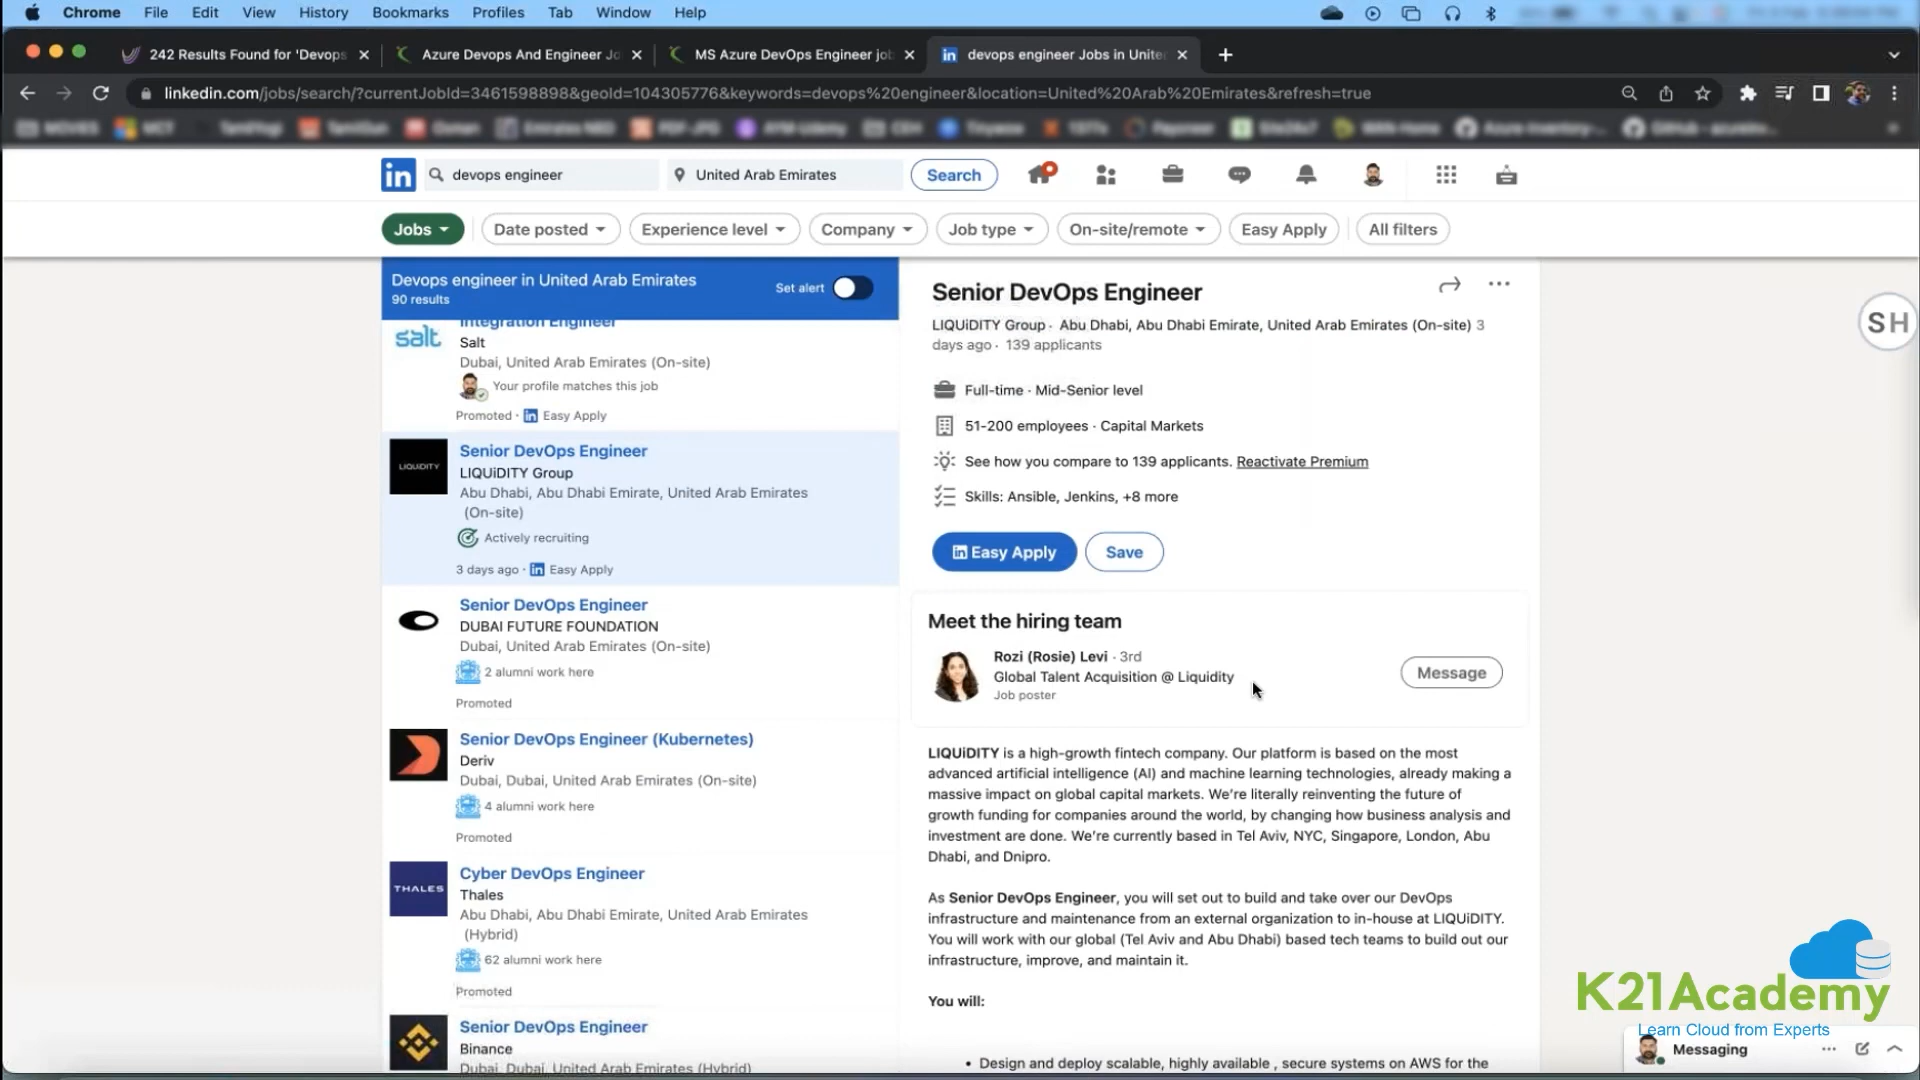 Chrome File Edit View History Bookmarks Profiles Tab Window Help
242 Results Found for 'Devops
Azure Devops And Engineer Jo
MS Azure DevOps Engineer job
devops engineer Jobs in Unite
linkedin.com/jobs/search/?currentJobId=3461598898&geoId=104305776&keywords=devops%20engineer&location=United%20Arab%20Emirates&refresh=true
in devops engineer United Arab Emirates Search
Jobs Date posted Experience level Company Job type On-site/remote Easy Apply All filters
Devops engineer in United Arab Emirates
90 results
Set alert
Integration Engineer
salt
Salt
Dubai, United Arab Emirates (On-site)
Your profile matches this job
Promoted · in Easy Apply
LIQUIDITY
Senior DevOps Engineer
LIQUiDITY Group
Abu Dhabi, Abu Dhabi Emirate, United Arab Emirates
(On-site)
Actively recruiting
3 days ago · in Easy Apply
Senior DevOps Engineer
DUBAI FUTURE FOUNDATION
Dubai, United Arab Emirates (On-site)
2 alumni work here
Promoted
Senior DevOps Engineer (Kubernetes)
Deriv
Dubai, Dubai, United Arab Emirates (On-site)
4 alumni work here
Promoted
THALES
Cyber DevOps Engineer
Thales
Abu Dhabi, Abu Dhabi Emirate, United Arab Emirates
(Hybrid)
62 alumni work here
Promoted
Senior DevOps Engineer
Binance
Dubai, Dubai, United Arab Emirates (Hybrid)
Senior DevOps Engineer
LIQUiDITY Group · Abu Dhabi, Abu Dhabi Emirate, United Arab Emirates (On-site) 3
days ago · 139 applicants
Full-time · Mid-Senior level
51-200 employees · Capital Markets
See how you compare to 139 applicants. Reactivate Premium
Skills: Ansible, Jenkins, +8 more
in Easy Apply Save
Meet the hiring team
Rozi (Rosie) Levi · 3rd
Global Talent Acquisition @ Liquidity
Job poster
Message
LIQUiDITY is a high-growth fintech company. Our platform is based on the most
advanced artificial intelligence (AI) and machine learning technologies, already making a
massive impact on global capital markets. We're literally reinventing the future of
growth funding for companies around the world, by changing how business analysis and
investment are done. We're currently based in Tel Aviv, NYC, Singapore, London, Abu
Dhabi, and Dnipro.
As Senior DevOps Engineer, you will set out to build and take over our DevOps
infrastructure and maintenance from an external organization to in-house at LIQUiDITY.
You will work with our global (Tel Aviv and Abu Dhabi) based tech teams to build out our
infrastructure, improve, and maintain it.
You will:
• Design and deploy scalable, highly available , secure systems on AWS for the
SH
K21Academy
Learn Cloud from Experts
Messaging